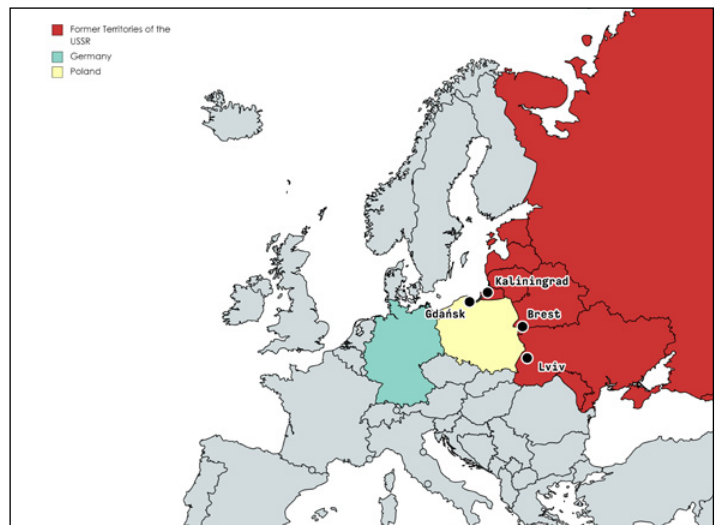 Former Territories of the
USSR
Germany
Poland
Kaliningrad
Gdańsk
Brest
Lviv